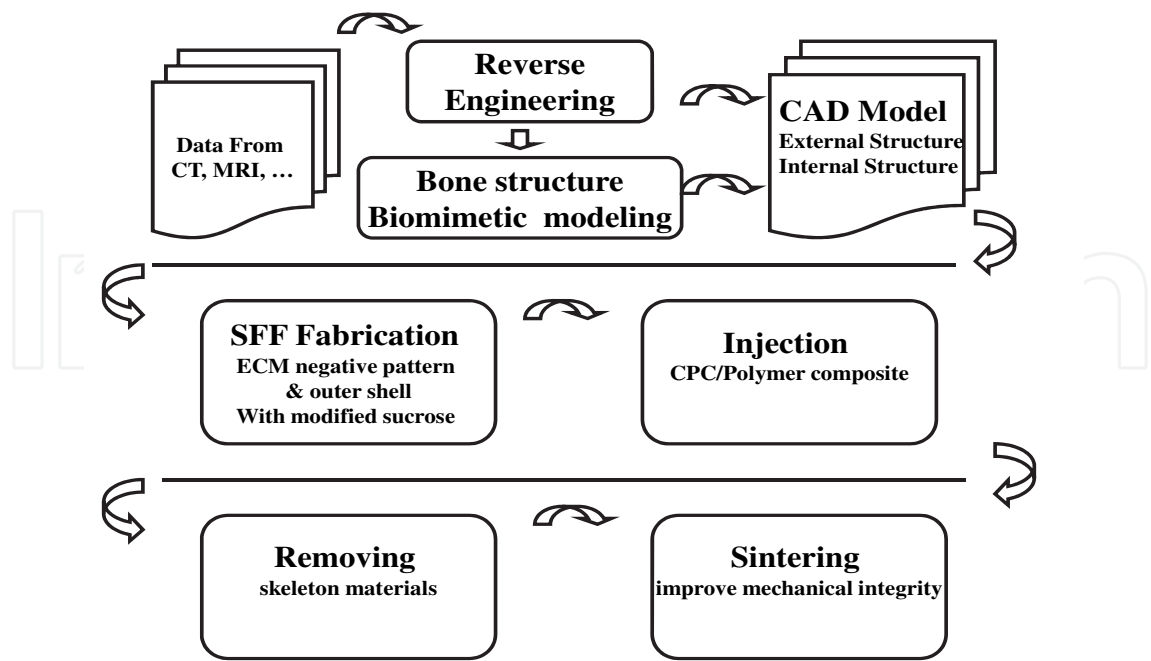 Data From
CT, MRI, …
Reverse
Engineering
Bone structure
Biomimetic modeling
CAD Model
External Structure
Internal Structure
SFF Fabrication
ECM negative pattern
& outer shell
With modified sucrose
Injection
CPC/Polymer composite
Removing
skeleton materials
Sintering
improve mechanical integrity